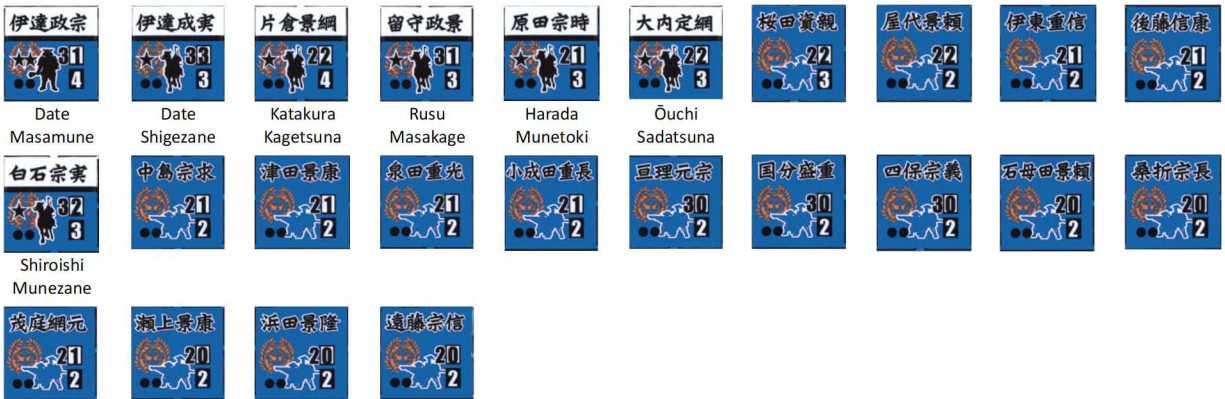 伊達政宗
31
4
Date
Masamune
伊達成実
33
3
Date
Shigezane
片倉景綱
22
4
Katakura
Kagetsuna
留守政景
31
3
Rusu
Masakage
原田宗時
21
3
Harada
Munetoki
大内定綱
22
3
Ōuchi
Sadatsuna
桜田資親
22
3
屋代景頼
22
2
伊東重信
21
2
後藤信康
21
2
白石宗実
32
3
Shiroishi
Munezane
中島宗求
21
2
津田景康
21
2
泉田重光
21
2
小成田重長
21
2
亘理元宗
30
2
国分盛重
30
2
四保宗義
30
2
石母田景頼
20
2
桑折宗長
20
2
茂庭綱元
21
2
瀬上景康
20
2
浜田景隆
20
2
遠藤宗信
20
2